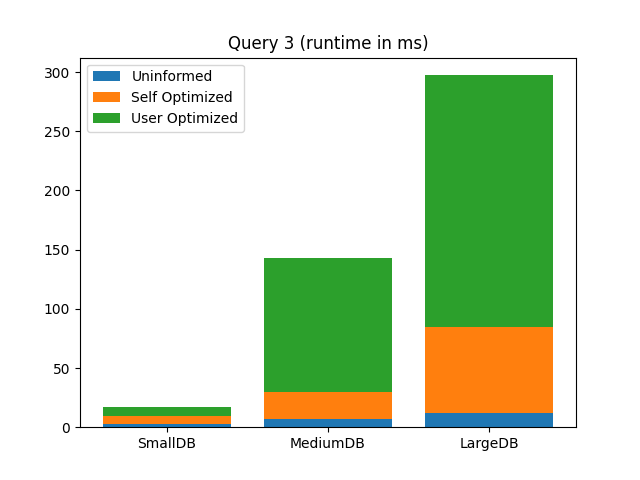 Query 3 (runtime in ms)
Uninformed
Self Optimized
User Optimized
300
250
200
150
100
50
0
SmallDB
MediumDB
LargeDB